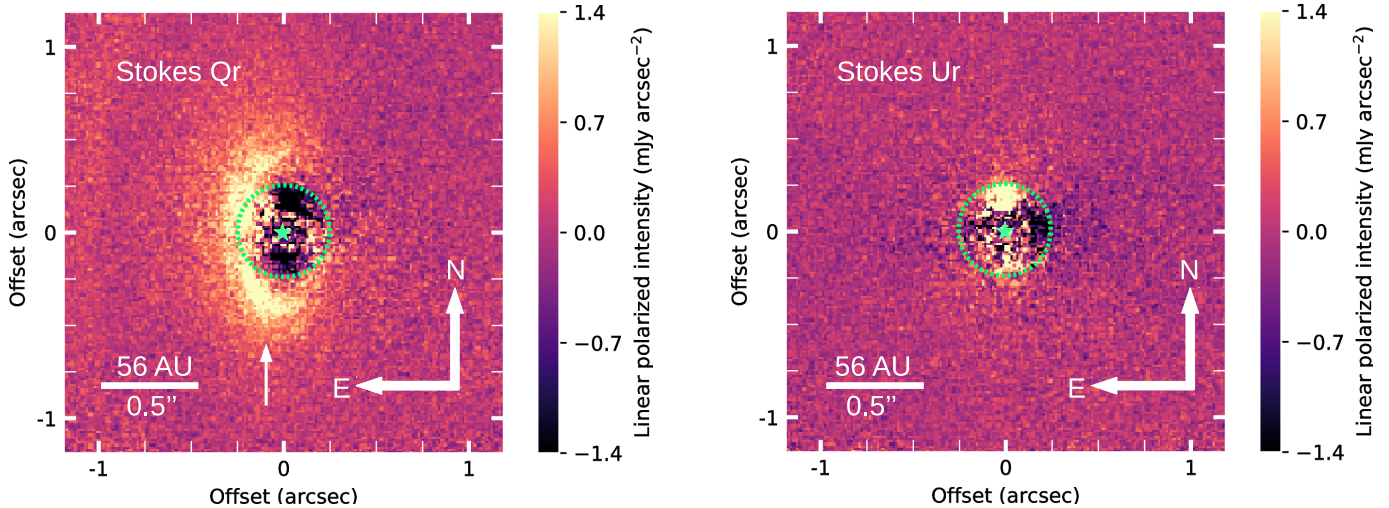 Stokes Qr
1
0
-1
-1
0
1
Offset (arcsec)
Offset (arcsec)
56 AU
0.5’’
N
E
1.4
0.7
0.0
−0.7
−1.4
Linear polarized intensity (mJy arcsec⁻²)
Stokes Ur
1
0
-1
-1
0
1
Offset (arcsec)
Offset (arcsec)
56 AU
0.5’’
N
E
1.4
0.7
0.0
−0.7
−1.4
Linear polarized intensity (mJy arcsec⁻²)